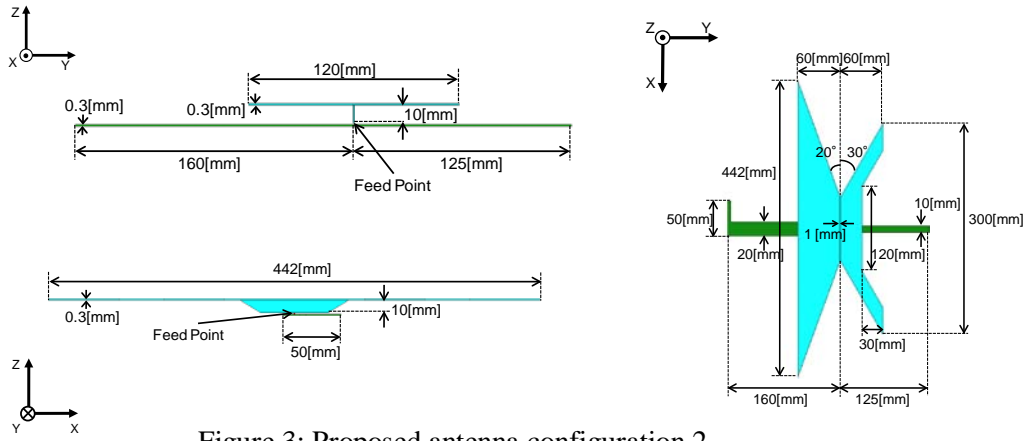 Z
X
Y
120[mm]
0.3[mm]
0.3[mm]
10[mm]
160[mm]
125[mm]
Feed Point
442[mm]
0.3[mm]
10[mm]
Feed Point
50[mm]
Z
Y
X
Z
Y
X
60[mm]
60[mm]
20°
30°
442[mm]
50[mm]
10[mm]
300[mm]
1 [mm]
20[mm]
120[mm]
30[mm]
160[mm]
125[mm]
Figure 3: Proposed antenna configuration 2